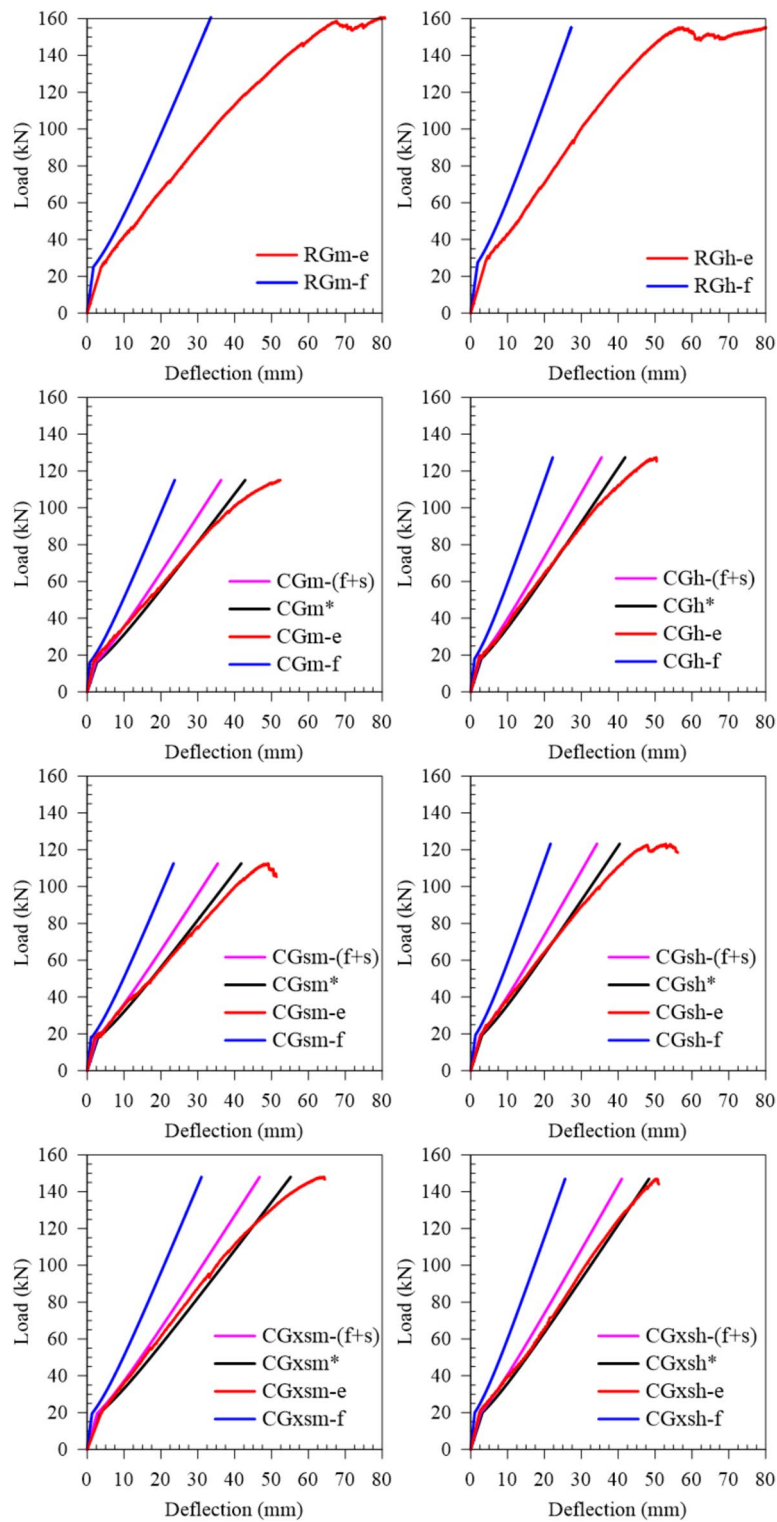 160
140
120
100
80
60
40
20
0
Load (kN)
RGm-e
RGm-f
0 10 20 30 40 50 60 70 80
Deflection (mm)
160
140
120
100
80
60
40
20
0
Load (kN)
RGh-e
RGh-f
0 10 20 30 40 50 60 70 80
Deflection (mm)
160
140
120
100
80
60
40
20
0
Load (kN)
CGm-(f+s)
CGm*
CGm-e
CGm-f
0 10 20 30 40 50 60 70 80
Deflection (mm)
160
140
120
100
80
60
40
20
0
Load (kN)
CGh-(f+s)
CGh*
CGh-e
CGh-f
0 10 20 30 40 50 60 70 80
Deflection (mm)
160
140
120
100
80
60
40
20
0
Load (kN)
CGsm-(f+s)
CGsm*
CGsm-e
CGsm-f
0 10 20 30 40 50 60 70 80
Deflection (mm)
160
140
120
100
80
60
40
20
0
Load (kN)
CGsh-(f+s)
CGsh*
CGsh-e
CGsh-f
0 10 20 30 40 50 60 70 80
Deflection (mm)
160
140
120
100
80
60
40
20
0
Load (kN)
CGxsm-(f+s)
CGxsm*
CGxsm-e
CGxsm-f
0 10 20 30 40 50 60 70 80
Deflection (mm)
160
140
120
100
80
60
40
20
0
Load (kN)
CGxsh-(f+s)
CGxsh*
CGxsh-e
CGxsh-f
0 10 20 30 40 50 60 70 80
Deflection (mm)